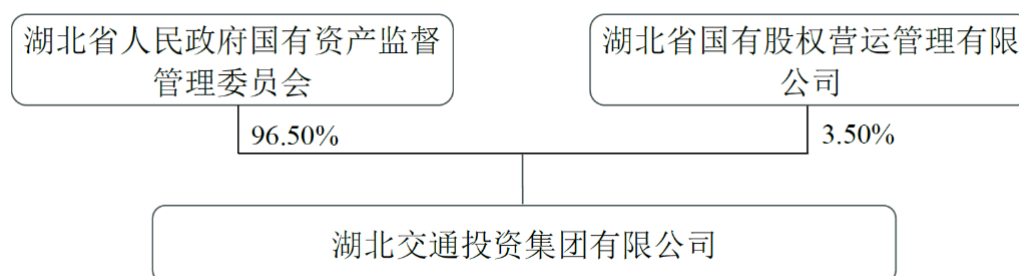 湖北省人民政府国有资产监督
管理委员会
湖北省国有股权营运管理有限
公司
96.50%
3.50%
湖北交通投资集团有限公司